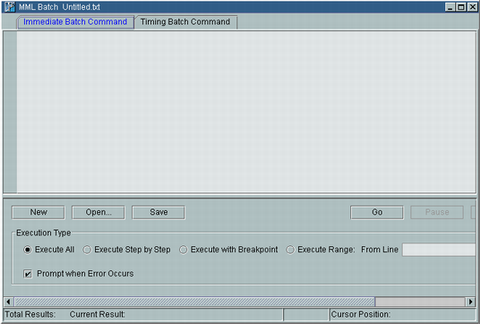 MML Batch Untitled.txt
Immediate Batch Command Timing Batch Command
New Open... Save Go Pause
Execution Type
Execute All Execute Step by Step Execute with Breakpoint Execute Range: From Line
Prompt when Error Occurs
Total Results: Current Result: Cursor Position: